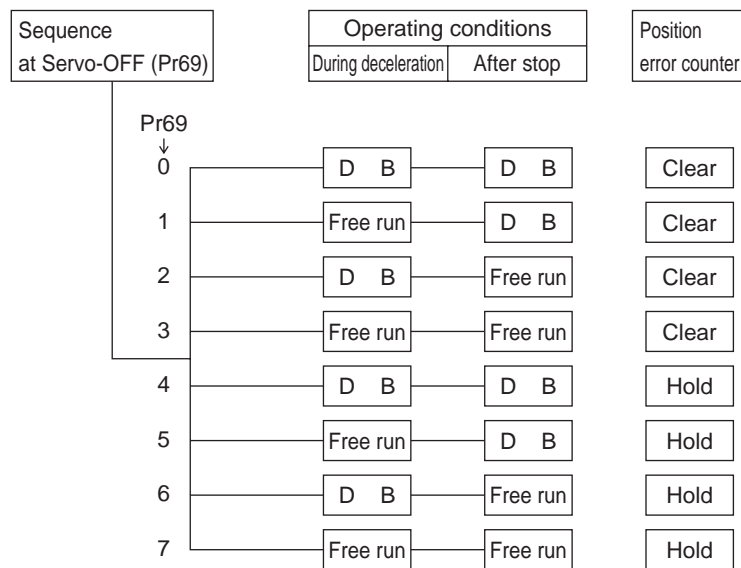 Sequence
at Servo-OFF (Pr69)
Operating conditions
During deceleration After stop
Position
error counter
Pr69
↓
0 D B D B Clear
1 Free run D B Clear
2 D B Free run Clear
3 Free run Free run Clear
4 D B D B Hold
5 Free run D B Hold
6 D B Free run Hold
7 Free run Free run Hold